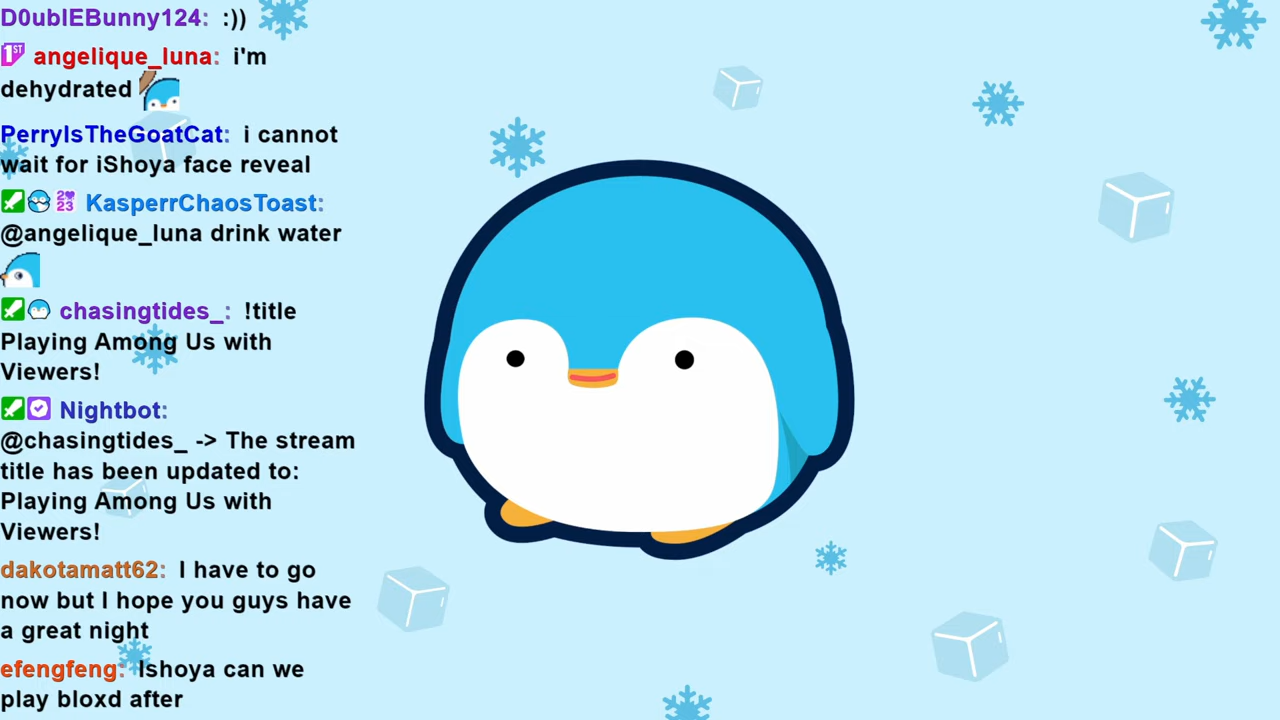 D0ublEBunny124: :))
1ST angelique_luna: i'm
dehydrated
PerryIsTheGoatCat: i cannot
wait for iShoya face reveal
2023 KasperrChaosToast:
@angelique_luna drink water
chasingtides_: !title
Playing Among Us with
Viewers!
Nightbot:
@chasingtides_ -> The stream
title has been updated to:
Playing Among Us with
Viewers!
dakotamatt62: I have to go
now but I hope you guys have
a great night
efengfeng: Ishoya can we
play bloxd after